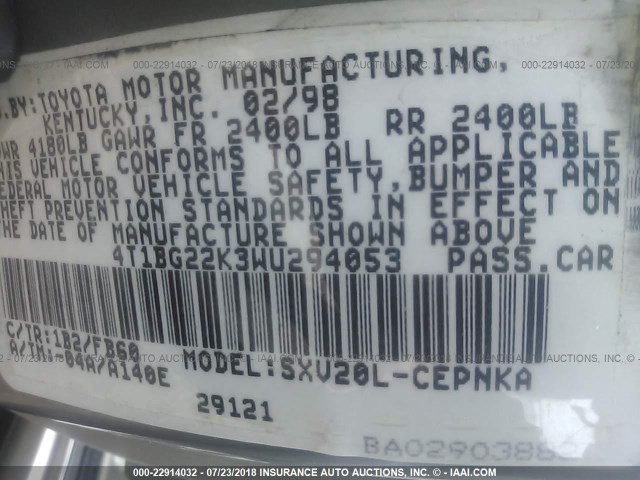 000-22914032 - 07/23/2018 INSURANCE AUTO AUCTIONS, INC. - © - IAAI.COM
.BY:TOYOTA MOTOR MANUFACTURING,
KENTUCKY,INC. 02/98
4180LB GAWR FR 2400LB RR 2400LB
VEHICLE CONFORMS TO ALL APPLICABLE
MOTOR VEHICLE SAFETY,BUMPER AND
THEFT PREVENTION STANDARDS IN EFFECT ON
THE DATE OF MANUFACTURE SHOWN ABOVE
4T1BG22K3WU294053 PASS.CAR
C/TR:1B2/FB60
A/TM:-04A/A140E
MODEL:SXV20L-CEPNKA
29121